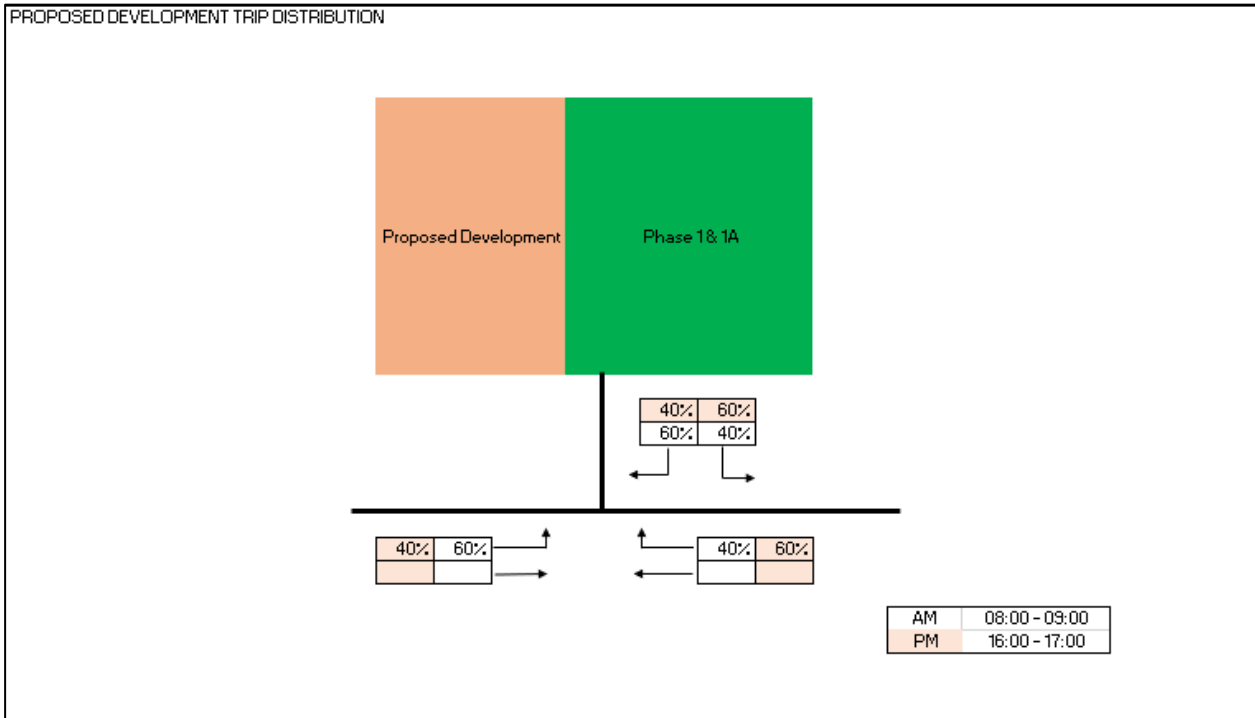 PROPOSED DEVELOPMENT TRIP DISTRIBUTION
Proposed Development
Phase 1 & 1A
40% 60%
60% 40%
40% 60%
40% 60%
AM 08:00 - 09:00
PM 16:00 - 17:00